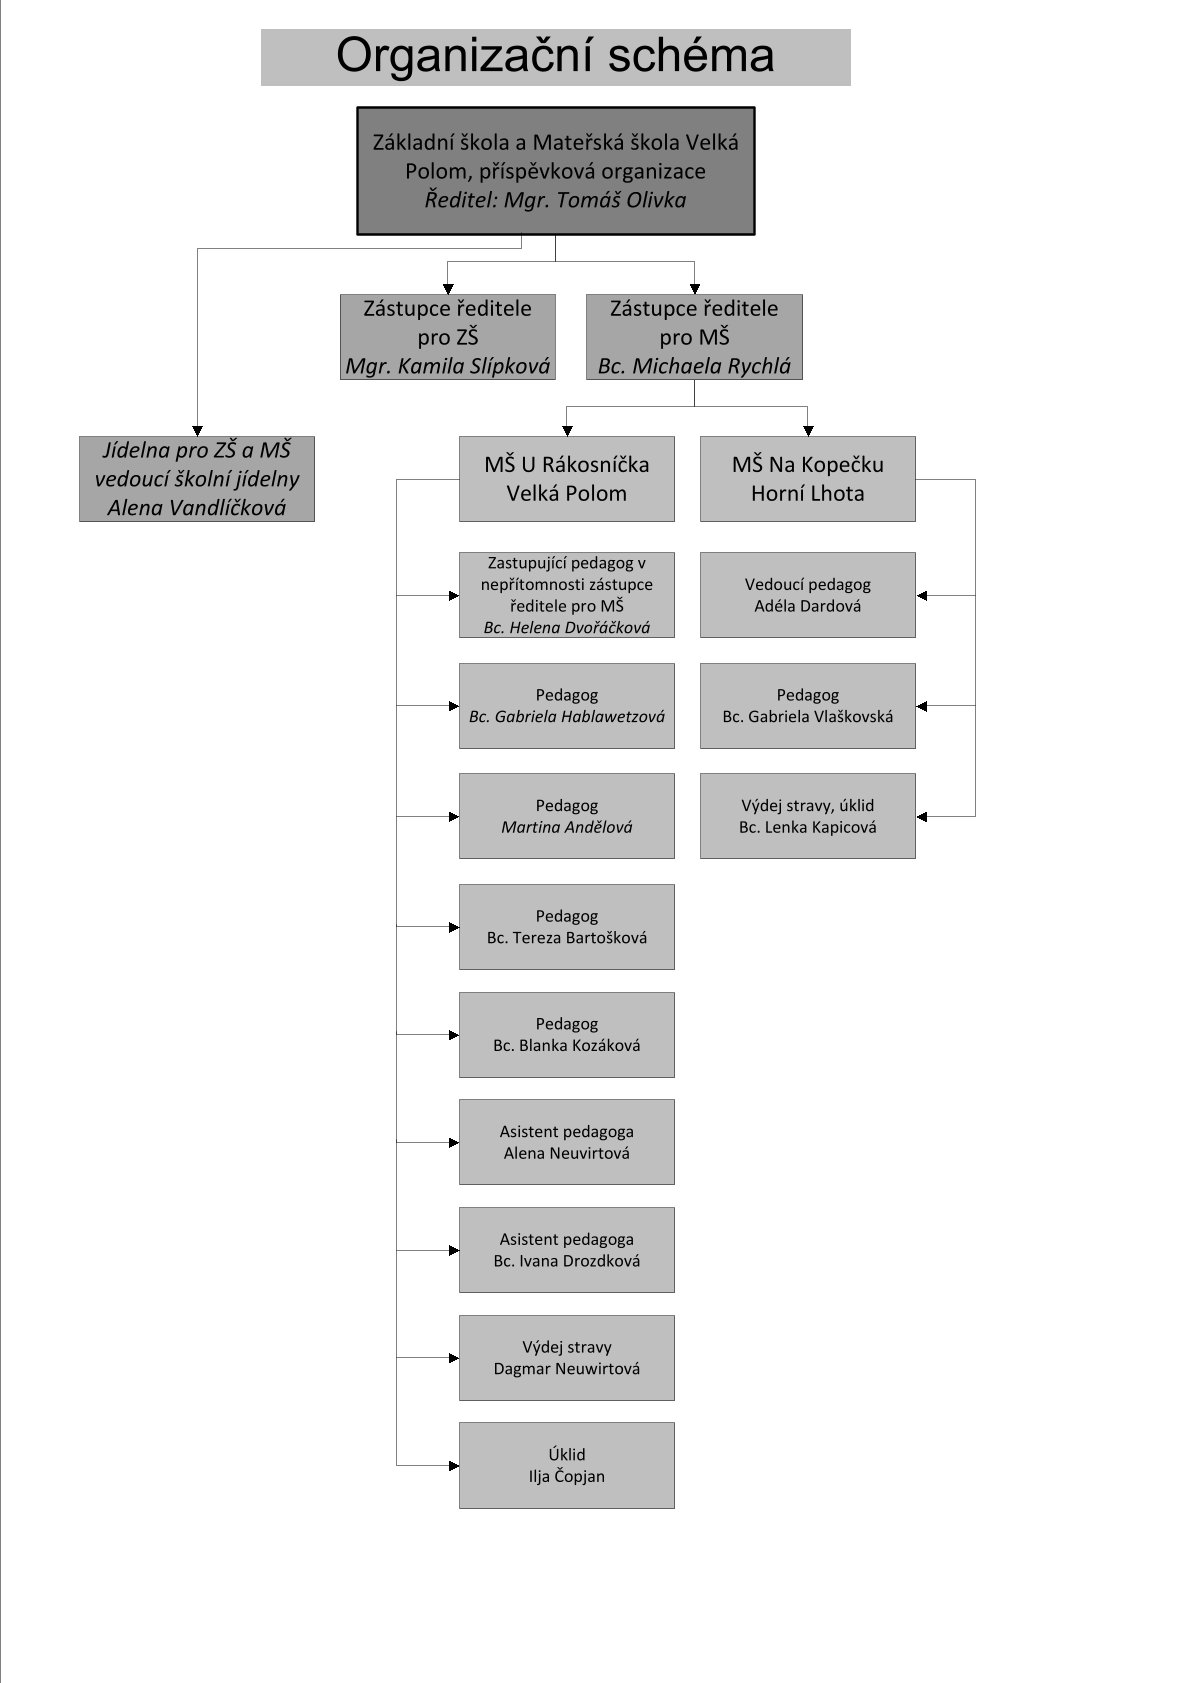 Organizační schéma
Základní škola a Mateřská škola Velká
Polom, příspěvková organizace
Ředitel: Mgr. Tomáš Olivka
Zástupce ředitele
pro ZŠ
Mgr. Kamila Slípková
Zástupce ředitele
pro MŠ
Bc. Michaela Rychlá
Jídelna pro ZŠ a MŠ
vedoucí školní jídelny
Alena Vandlíčková
MŠ U Rákosníčka
Velká Polom
MŠ Na Kopečku
Horní Lhota
Zastupující pedagog v
nepřítomnosti zástupce
ředitele pro MŠ
Bc. Helena Dvořáčková
Vedoucí pedagog
Adéla Dardová
Pedagog
Bc. Gabriela Hablawetzová
Pedagog
Bc. Gabriela Vlaškovská
Pedagog
Martina Andělová
Výdej stravy, úklid
Bc. Lenka Kapicová
Pedagog
Bc. Tereza Bartošková
Pedagog
Bc. Blanka Kozáková
Asistent pedagoga
Alena Neuvirtová
Asistent pedagoga
Bc. Ivana Drozdková
Výdej stravy
Dagmar Neuwirtová
Úklid
Ilja Čopjan